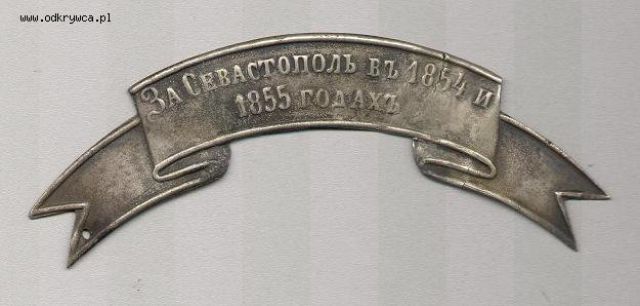 www.odkrywca.pl
За Севастополь въ 1854 и
1855 годахъ